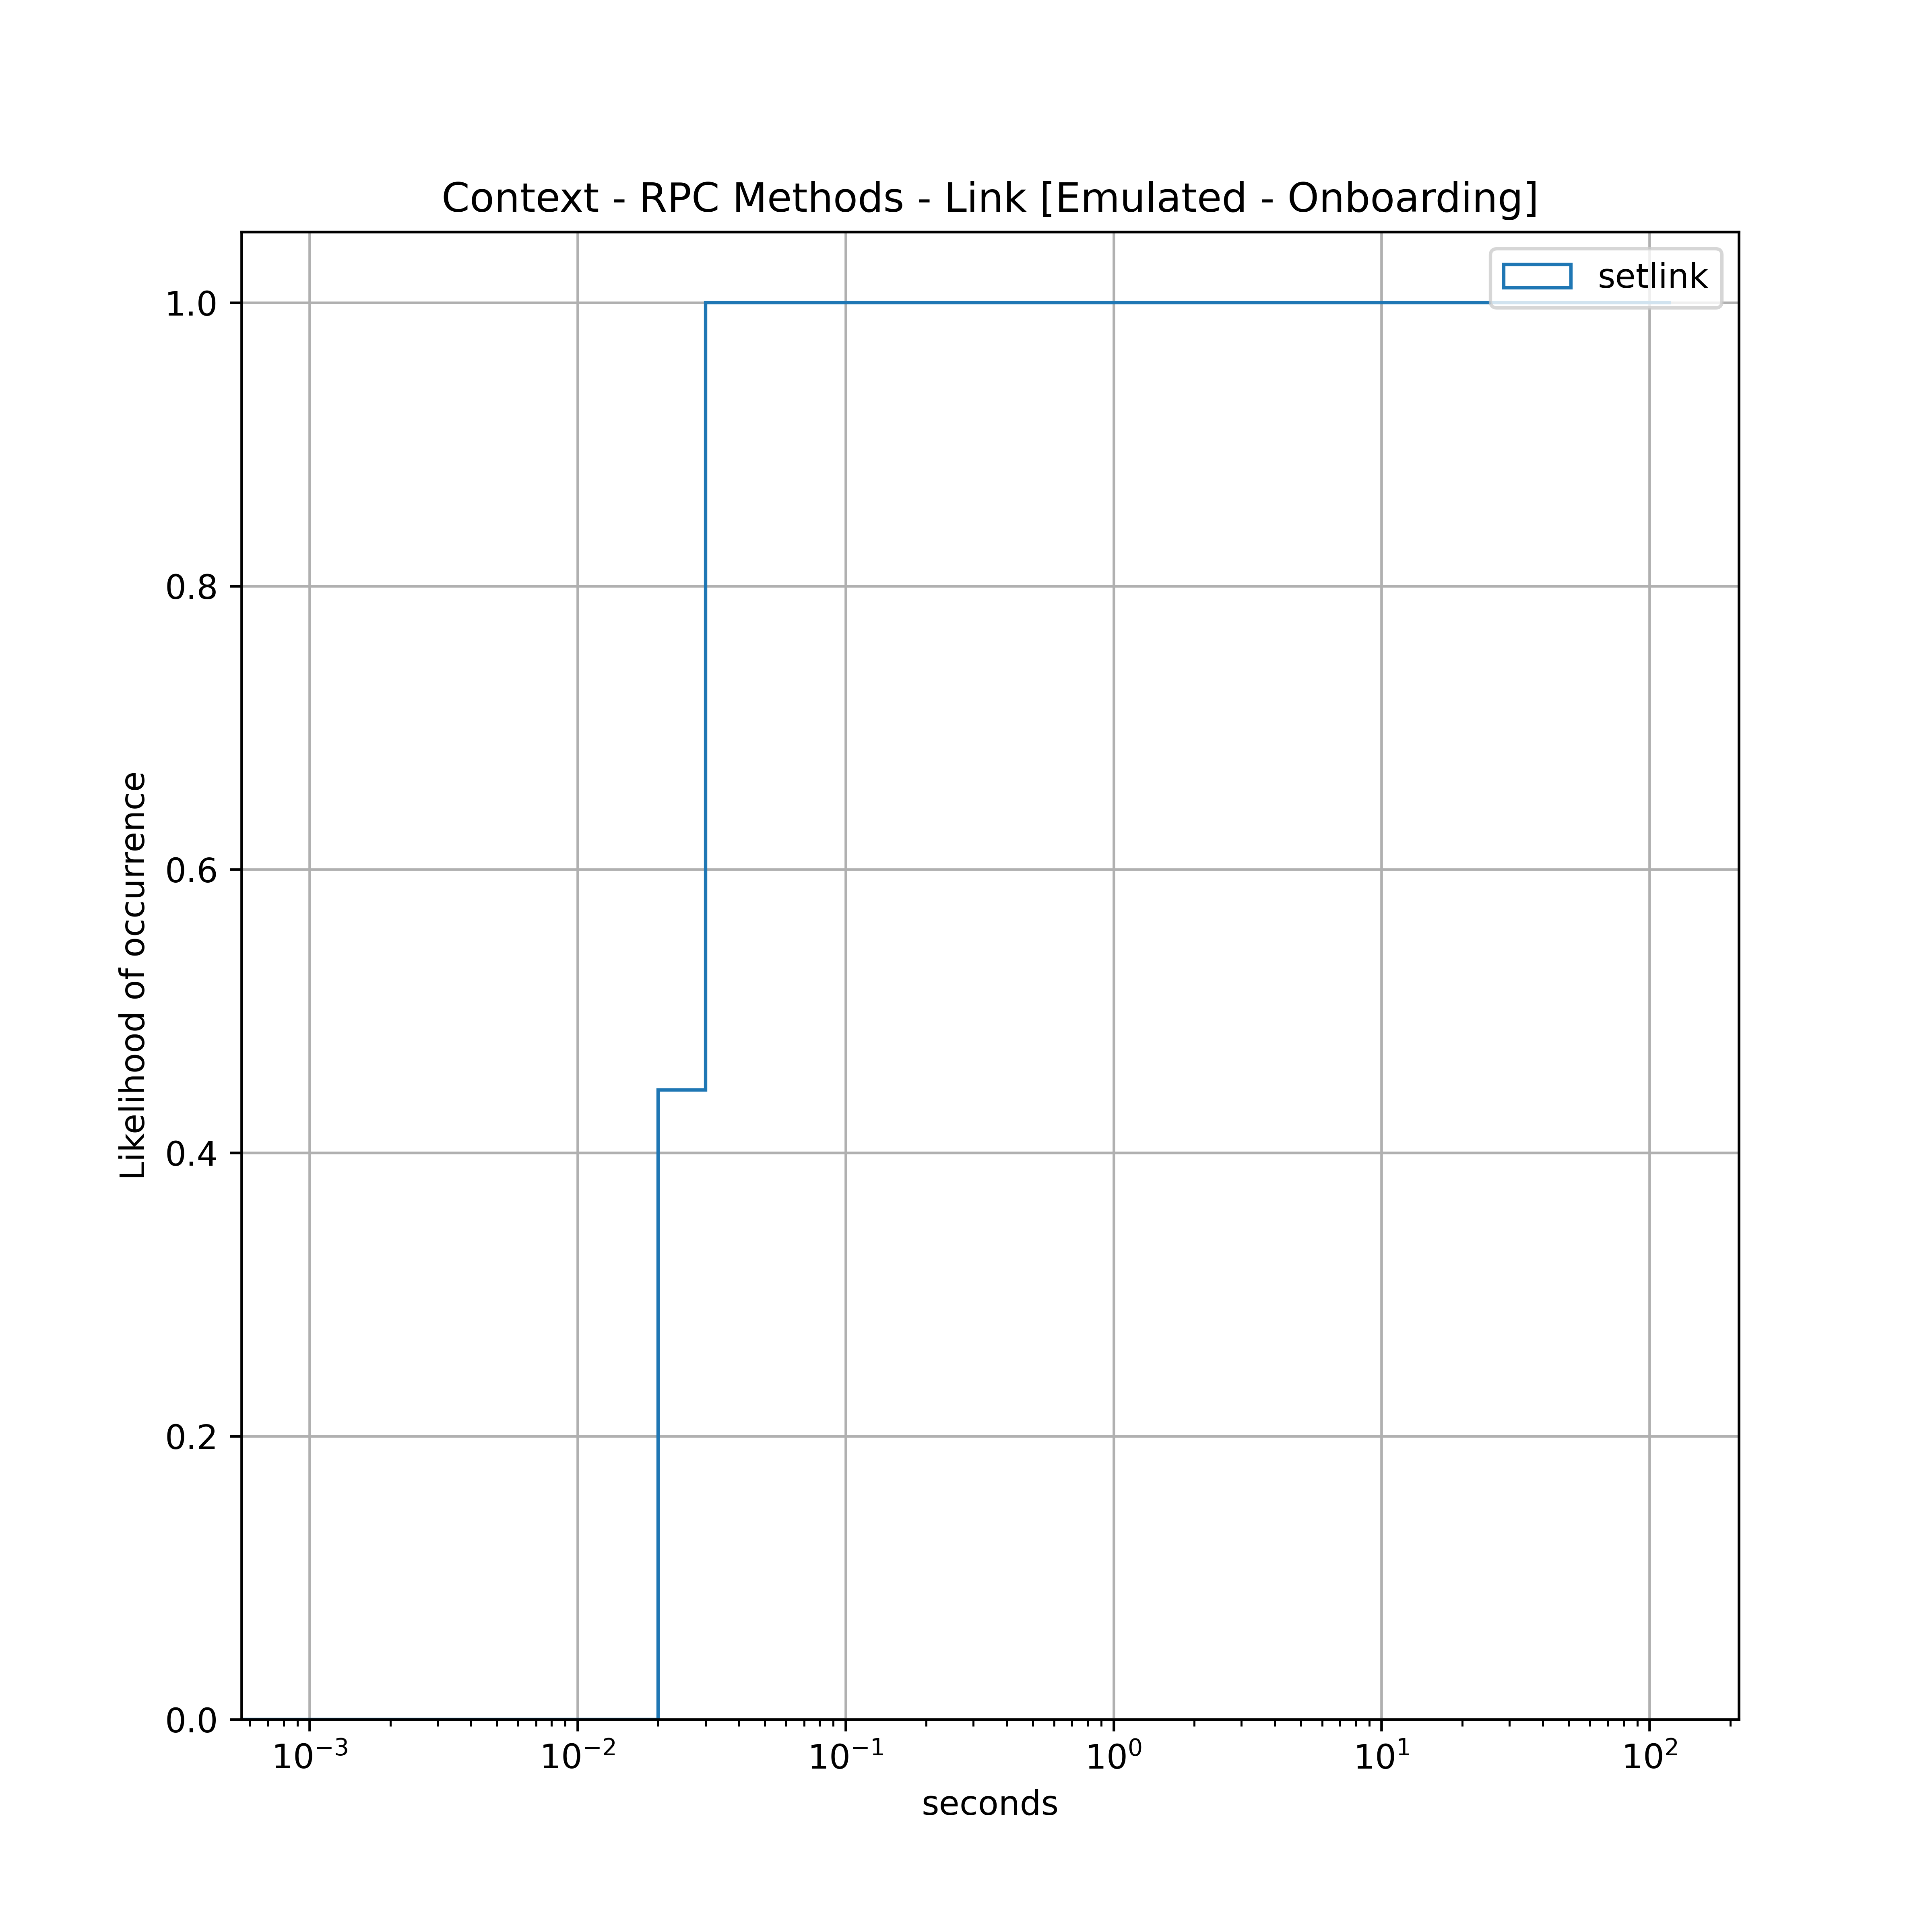 Context - RPC Methods - Link [Emulated - Onboarding]
setlink
1.0
0.8
0.6
0.4
0.2
0.0
Likelihood of occurrence
10⁻³ 10⁻² 10⁻¹ 10⁰ 10¹ 10²
seconds